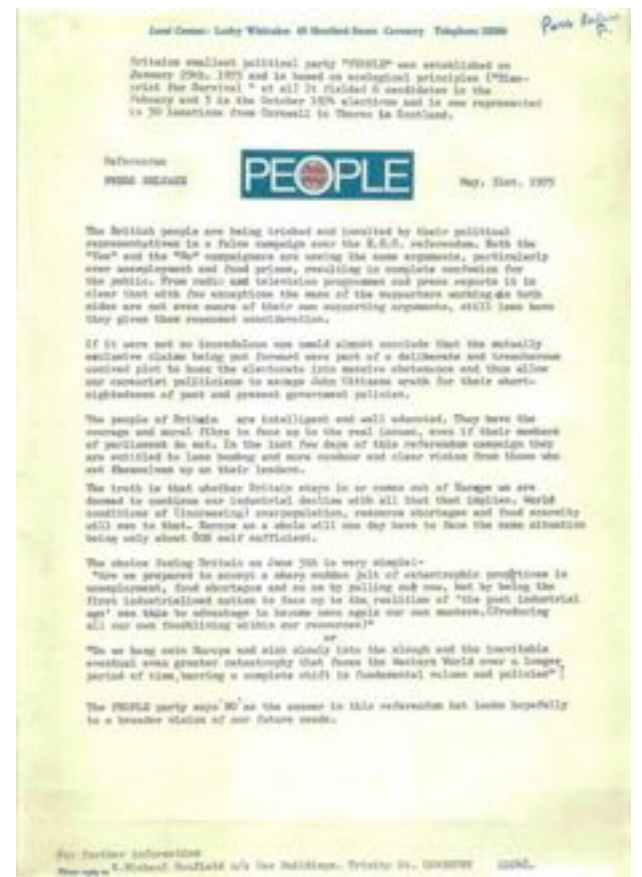 Local Contact: Lesley Whittaker 69 Hertford Street Coventry Telephone
Press Release
Britains smallest political party "PEOPLE" was established on
January 29th. 1973 and is based on ecological principles ("Blue-
print for Survival " et al) It fielded 6 candidates in the
February and 5 in the October 1974 elections and is now represented
in 30 locations from Cornwall to Thurso in Scotland.
Referendum
PRESS RELEASE
PEOPLE
May. 31st. 1975
The British people are being tricked and insulted by their political
representatives in a false campaign over the E.E.C. referendum. Both the
"Yes" and the "No" campaigners are useing the same arguments, particularly
over unemployment and food prices, resulting in complete confusion for
the public. From radio and television programmes and press reports it is
clear that with few exceptions the mass of the supporters working in both
sides are not even aware of their own supporting arguments, still less have
they given them reasoned consideration.
If it were not so incredulous one would almost conclude that the mutually
exclusive claims being put forward were part of a deliberate and treacherous
control plot to hoax the electorate into massive abstenance and thus allow
our careerist politicians to escape John Citizens wrath for their short-
sightedness of past and present government policies.
The people of Britain are intelligent and well educated. They have the
courage and moral fibre to face up to the real issues, even if their members
of parliament do not. In the last few days of this referendum campaign they
are entitled to less humbug and more candour and clear vision from those who
set themselves up as their leaders.
The truth is that whether Britain stays in or comes out of Europe we are
doomed to continue our industrial decline with all that that implies. World
conditions of (increasing) overpopulation, resource shortages and food scarcity
will see to that. Europe as a whole will one day have to face the same situation
being only about self sufficient.
The choice facing Britain on June 5th is very simple:-
"Are we prepared to accept a sharp sudden jolt of catastrophic proportions in
unemployment, food shortages and so on by pulling out now, but by being the
first industrialised nation to face up to the realities of 'the post industrial
age' use this to advantage to become once again our own masters.(Producing
all our own food&living within our resources)"
or
"Do we hang onto Europe and sink slowly into the slough and the inevitable
eventual even greater catastrophy that faces the Western World over a longer
period of time,barring a complete shift in fundamental values and policies"
The PEOPLE party says 'NO' as the answer in this referendum but looks hopefully
to a broader vision of our future needs.
For further information
Please reply to Michael Benfield c/o Buildings. Trinity St. COVENTRY